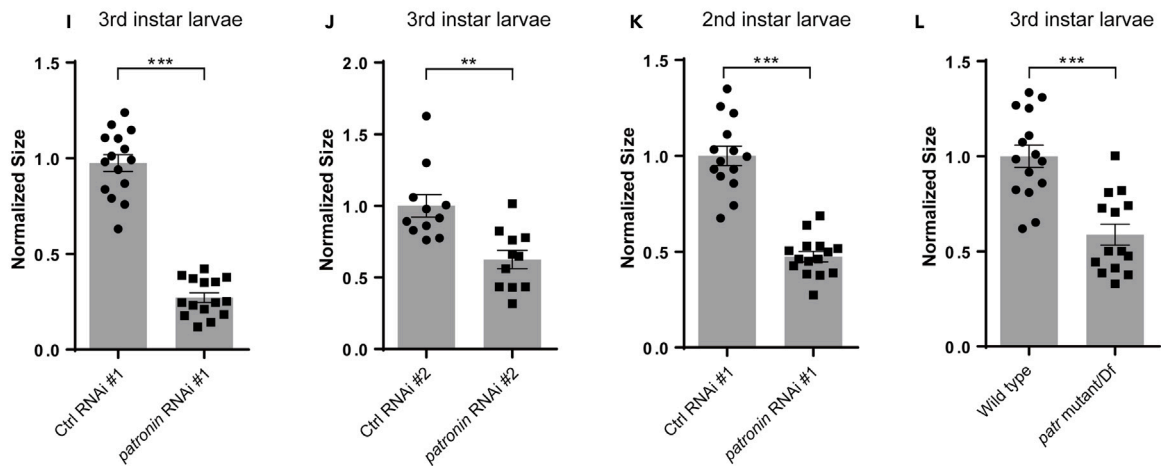 I 3rd instar larvae
Normalized Size
1.5
1.0
0.5
0.0
***
Ctrl RNAi #1
patronin RNAi #1
J 3rd instar larvae
Normalized Size
2.0
1.5
1.0
0.5
0.0
**
Ctrl RNAi #2
patronin RNAi #2
K 2nd instar larvae
Normalized Size
1.5
1.0
0.5
0.0
***
Ctrl RNAi #1
patronin RNAi #1
L 3rd instar larvae
Normalized Size
1.5
1.0
0.5
0.0
***
Wild type
patr mutant/Df